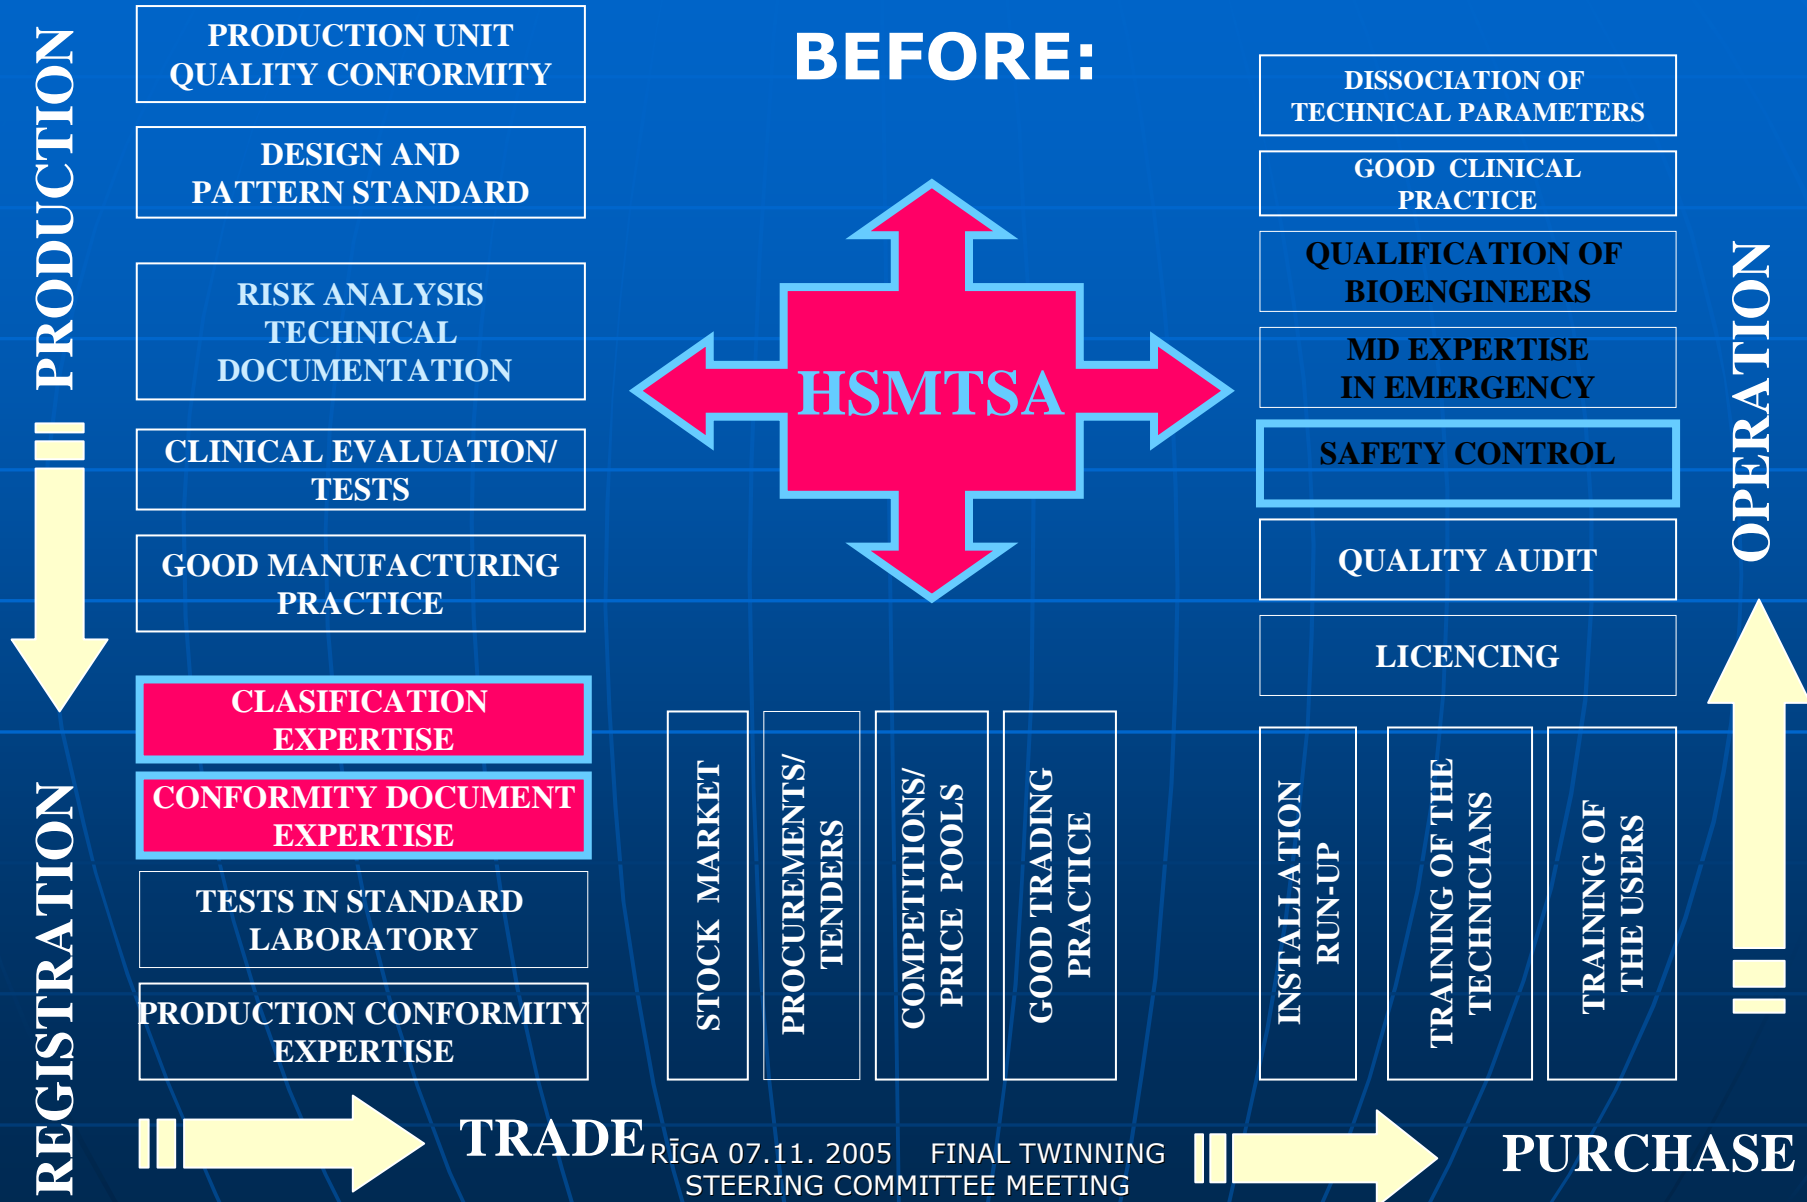 BEFORE:
PRODUCTION
PRODUCTION UNIT
QUALITY CONFORMITY
DESIGN AND
PATTERN STANDARD
RISK ANALYSIS
TECHNICAL
DOCUMENTATION
CLINICAL EVALUATION/
TESTS
GOOD MANUFACTURING
PRACTICE
REGISTRATION
CLASIFICATION
EXPERTISE
CONFORMITY DOCUMENT
EXPERTISE
TESTS IN STANDARD
LABORATORY
PRODUCTION CONFORMITY
EXPERTISE
HSMTSA
TRADE
STOCK MARKET
PROCUREMENTS/
TENDERS
COMPETITIONS/
PRICE POOLS
GOOD TRADING
PRACTICE
INSTALLATION
RUN-UP
TRAINING OF THE
TECHNICIANS
TRAINING OF
THE USERS
PURCHASE
OPERATION
DISSOCIATION OF
TECHNICAL PARAMETERS
GOOD CLINICAL
PRACTICE
QUALIFICATION OF
BIOENGINEERS
MD EXPERTISE
IN EMERGENCY
SAFETY CONTROL
QUALITY AUDIT
LICENCING
RĪGA 07.11. 2005 FINAL TWINNING
STEERING COMMITTEE MEETING